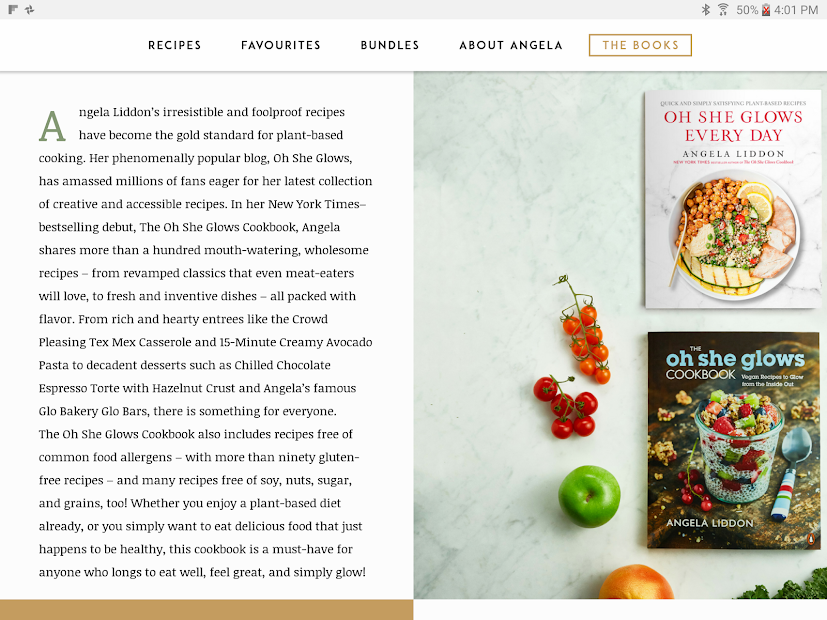 50% 4:01 PM
RECIPES FAVOURITES BUNDLES ABOUT ANGELA THE BOOKS
Angela Liddon's irresistible and foolproof recipes
have become the gold standard for plant-based
cooking. Her phenomenally popular blog, Oh She Glows,
has amassed millions of fans eager for her latest collection
of creative and accessible recipes. In her New York Times–
bestselling debut, The Oh She Glows Cookbook, Angela
shares more than a hundred mouth-watering, wholesome
recipes – from revamped classics that even meat-eaters
will love, to fresh and inventive dishes – all packed with
flavor. From rich and hearty entrees like the Crowd
Pleasing Tex Mex Casserole and 15-Minute Creamy Avocado
Pasta to decadent desserts such as Chilled Chocolate
Espresso Torte with Hazelnut Crust and Angela's famous
Glo Bakery Glo Bars, there is something for everyone.
The Oh She Glows Cookbook also includes recipes free of
common food allergens – with more than ninety gluten-
free recipes – and many recipes free of soy, nuts, sugar,
and grains, too! Whether you enjoy a plant-based diet
already, or you simply want to eat delicious food that just
happens to be healthy, this cookbook is a must-have for
anyone who longs to eat well, feel great, and simply glow!
QUICK AND SIMPLY SATISFYING PLANT-BASED RECIPES
OH SHE GLOWS
EVERY DAY
ANGELA LIDDON
NEW YORK TIMES BESTSELLING AUTHOR OF The Oh She Glows Cookbook
THE
oh she glows
COOKBOOK
Vegan Recipes to Glow
from the Inside Out
ANGELA LIDDON